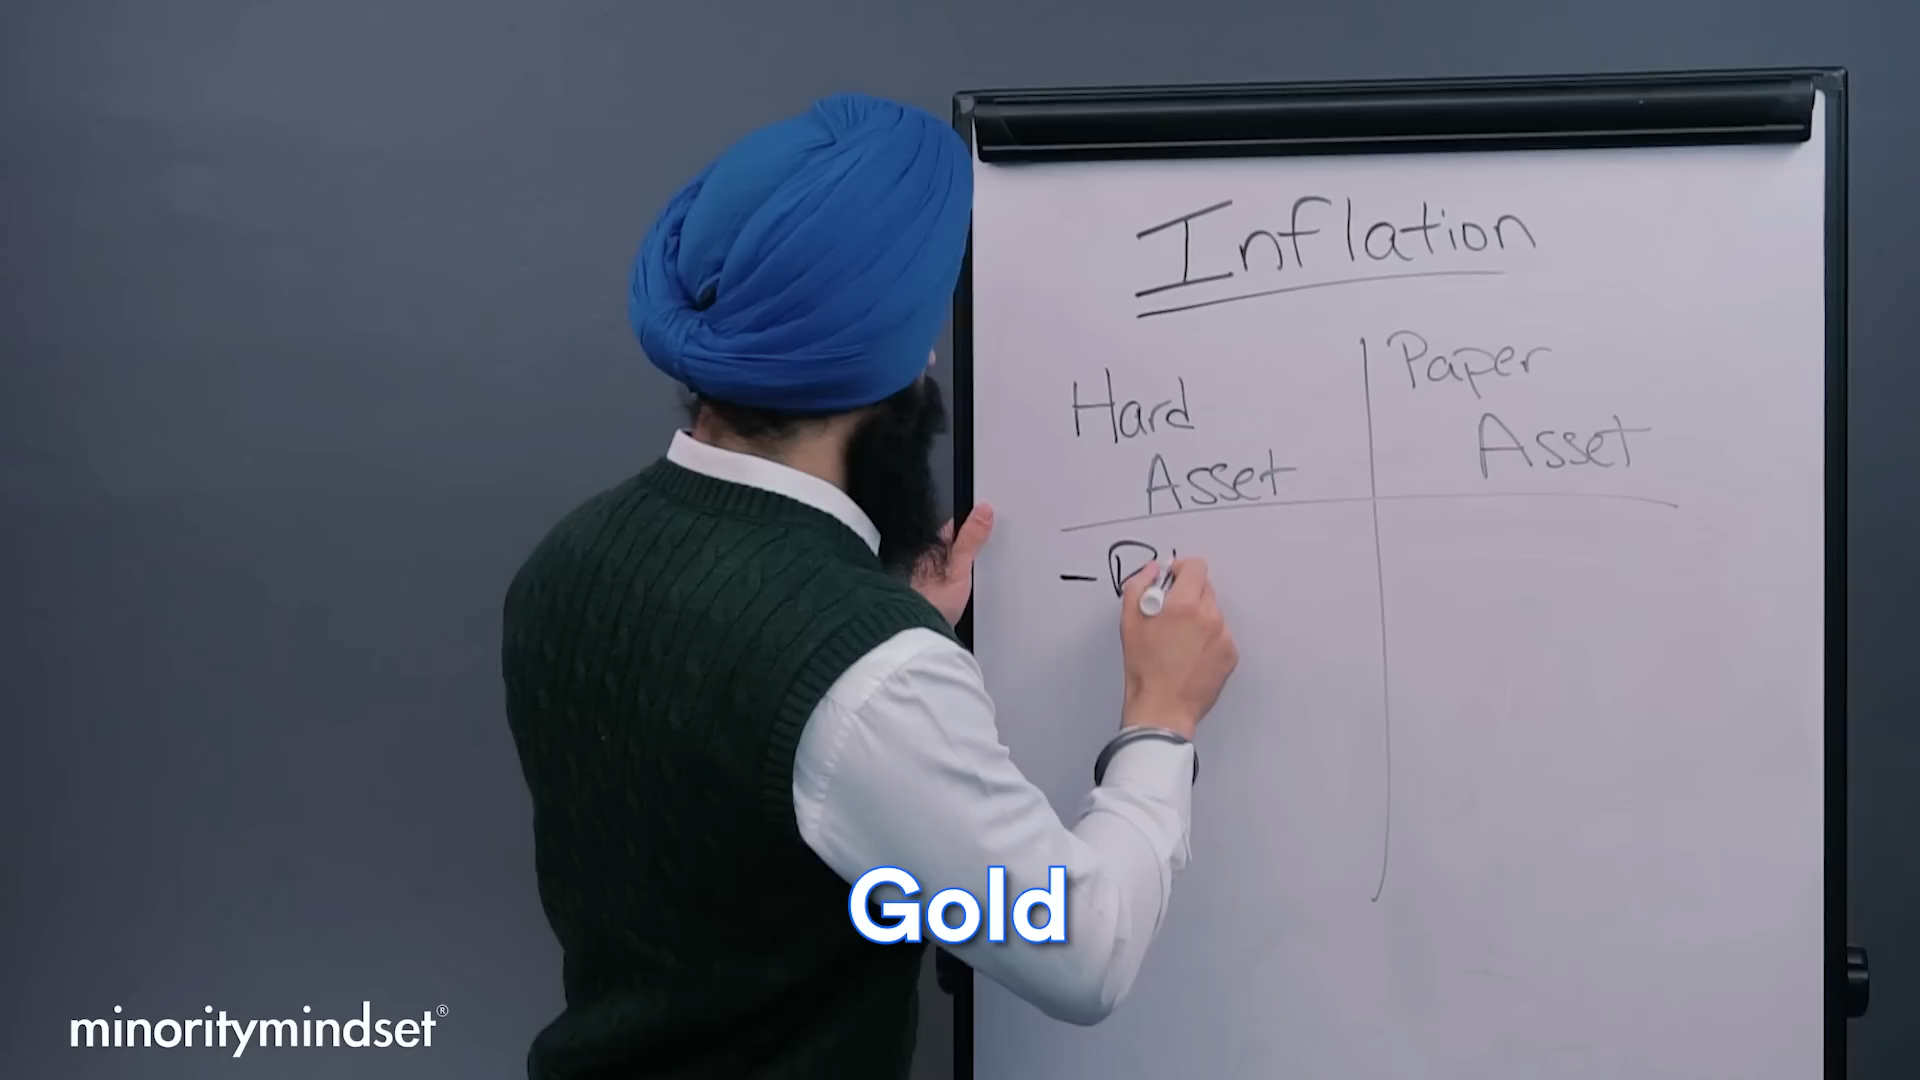 Inflation
Hard
Asset
Paper
Asset
Gold
minoritymindset®